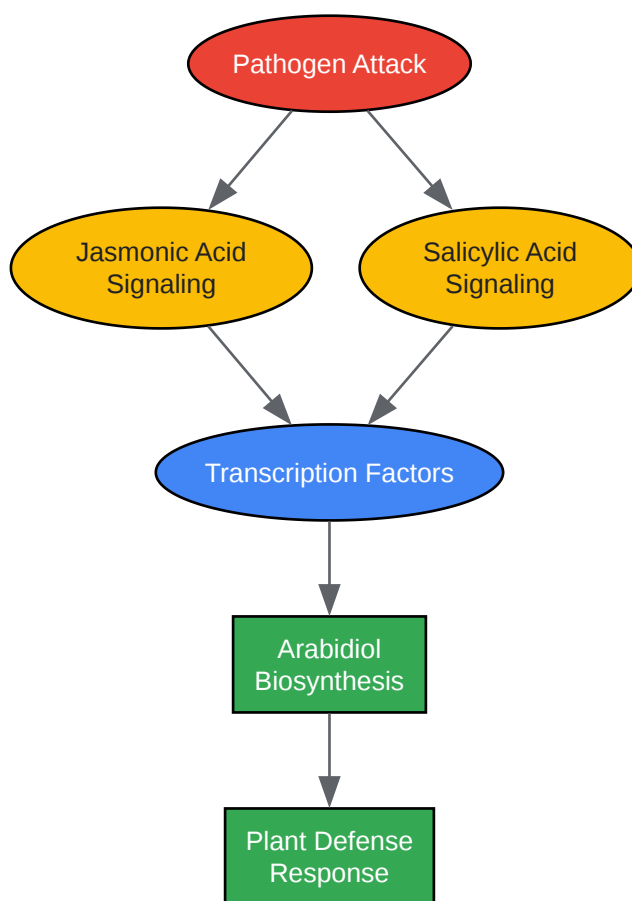 Pathogen Attack
Jasmonic Acid
Signaling
Salicylic Acid
Signaling
Transcription Factors
Arabidiol
Biosynthesis
Plant Defense
Response